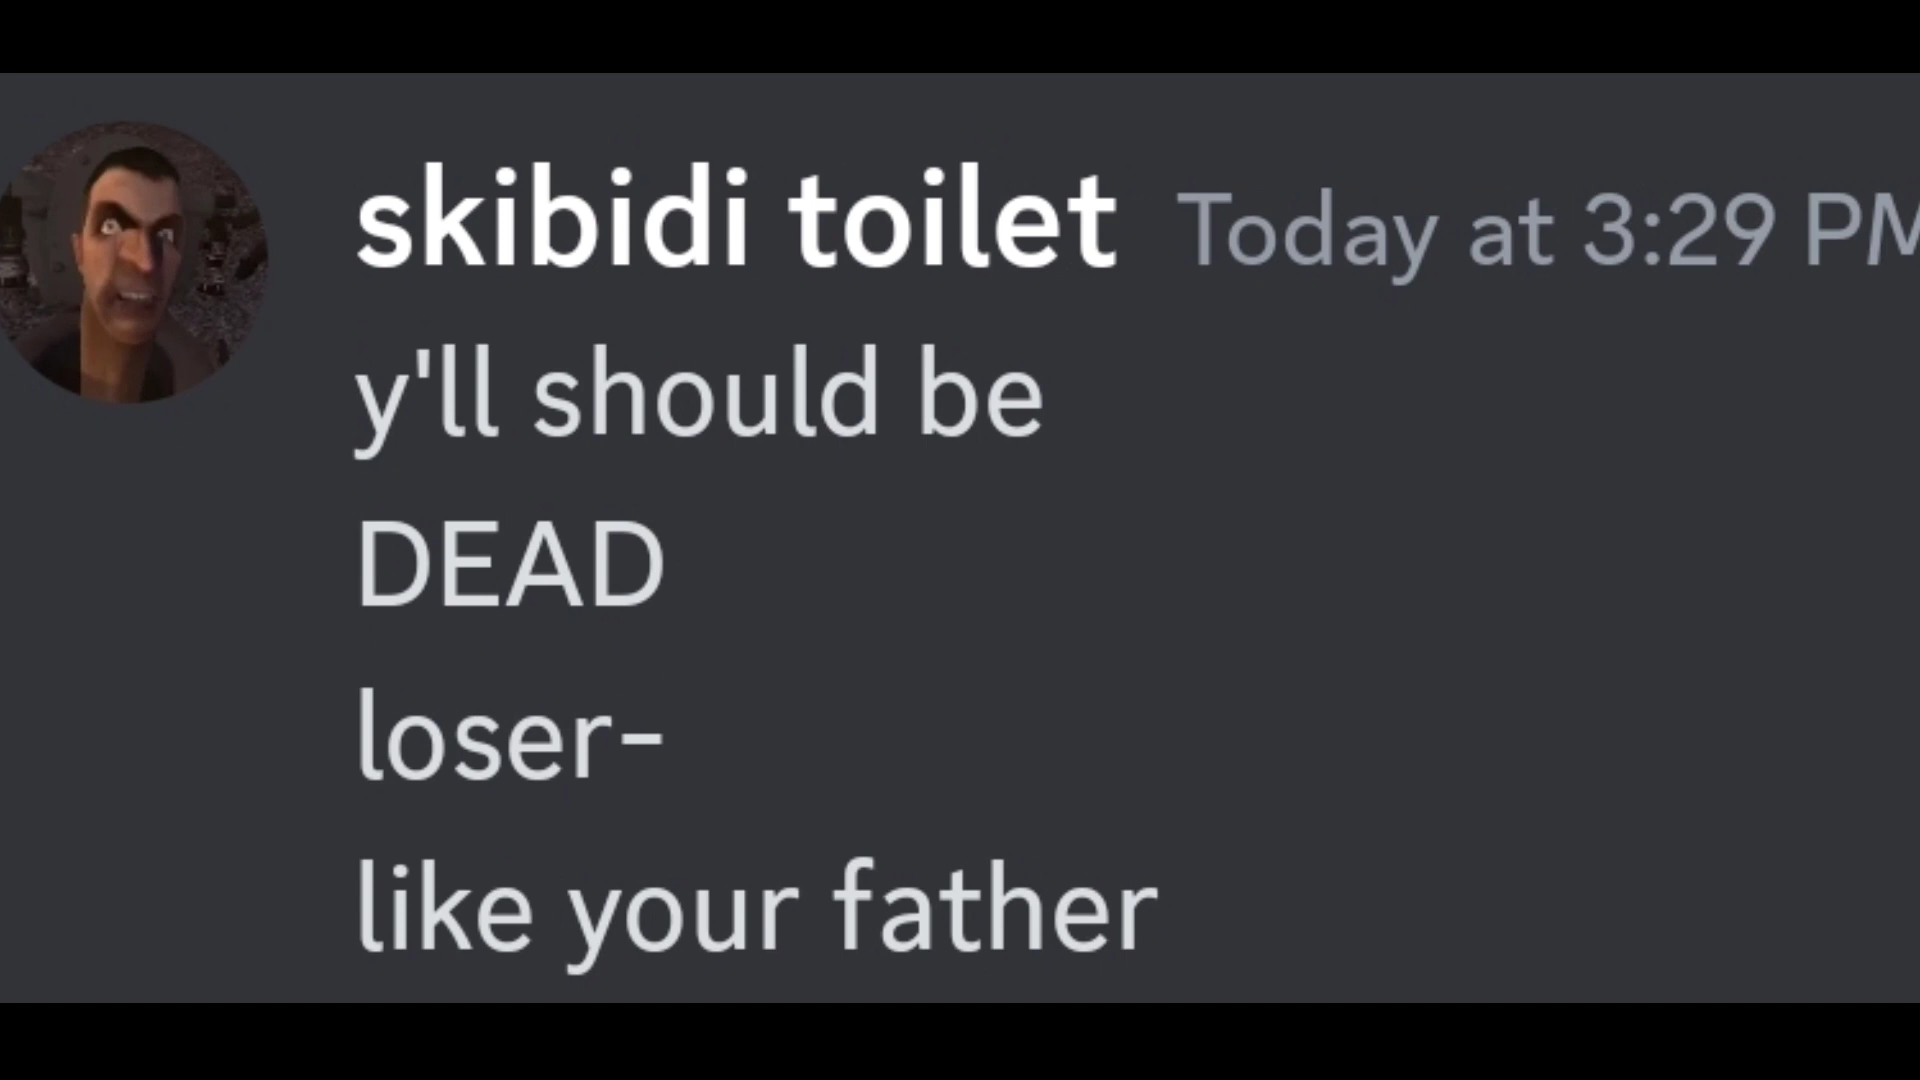 skibidi toilet Today at 3:29 PM
y'll should be
DEAD
loser-
like your father